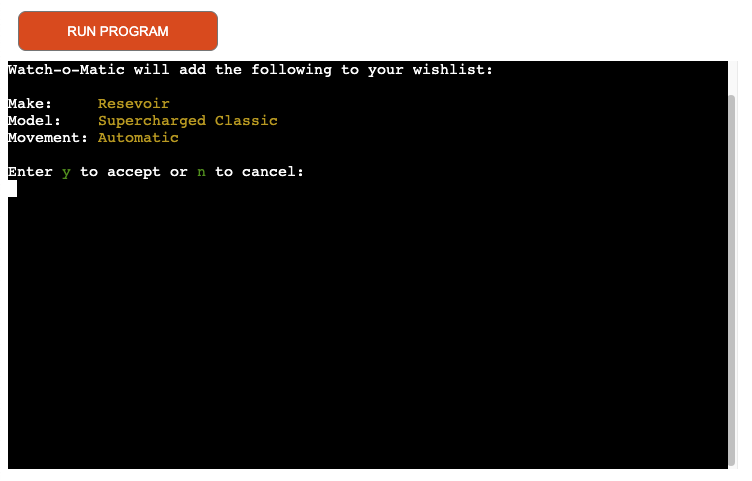 RUN PROGRAM
Watch-o-Matic will add the following to your wishlist:
Make: Resevoir
Model: Supercharged Classic
Movement: Automatic
Enter y to accept or n to cancel: